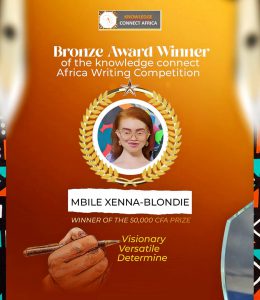 KNOWLEDGE
CONNECT AFRICA
Bronze Award Winner
of the knowledge connect
Africa Writing Competition
MBILE XENNA-BLONDIE
WINNER OF THE 50,000 CFA PRIZE
Visionary
Versatile
Determine